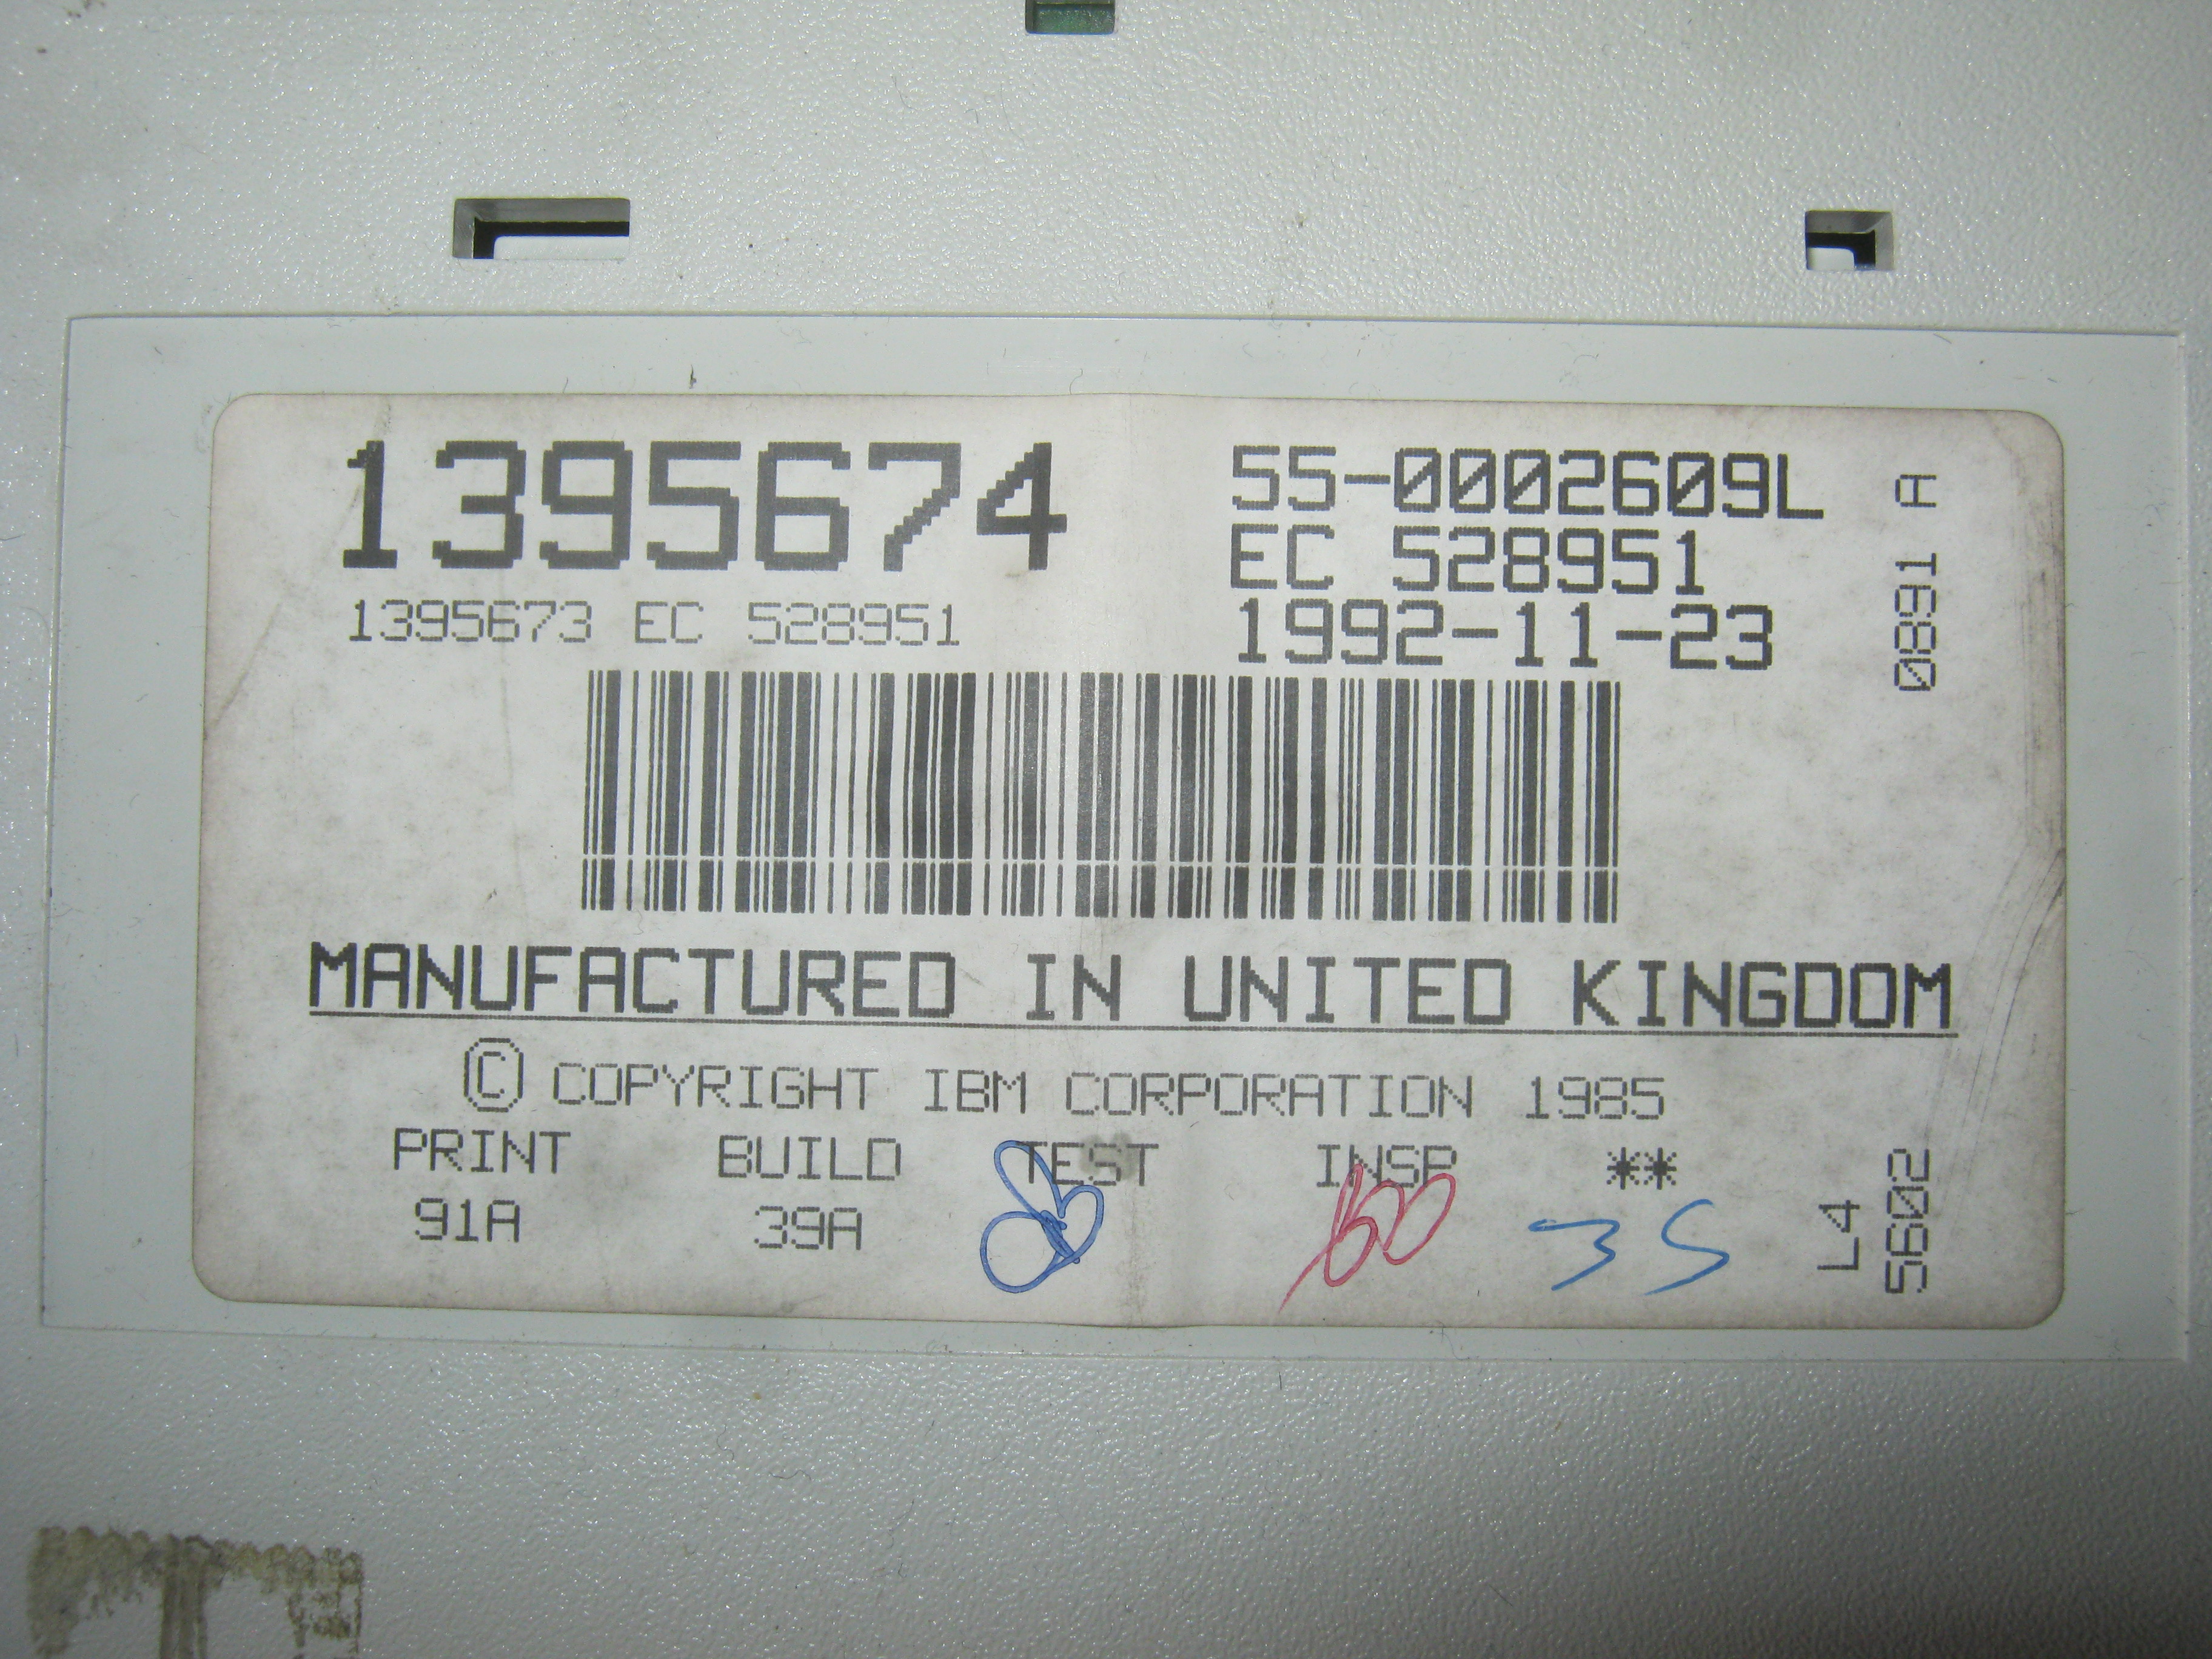 1395674
55-0002609L
EC 528951
1992-11-23
0891 A
1395673 EC 528951
MANUFACTURED IN UNITED KINGDOM
© COPYRIGHT IBM CORPORATION 1985
PRINT BUILD TEST INSP **
91A 39A 35
L4
5602